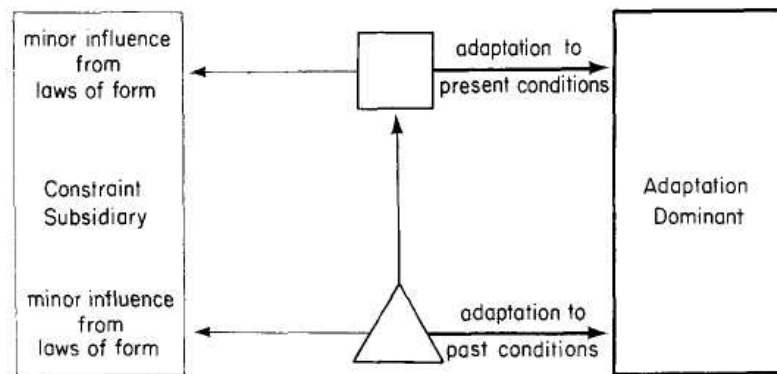 minor influence
from
laws of form
adaptation to
present conditions
Constraint
Subsidiary
Adaptation
Dominant
minor influence
from
laws of form
adaptation to
past conditions